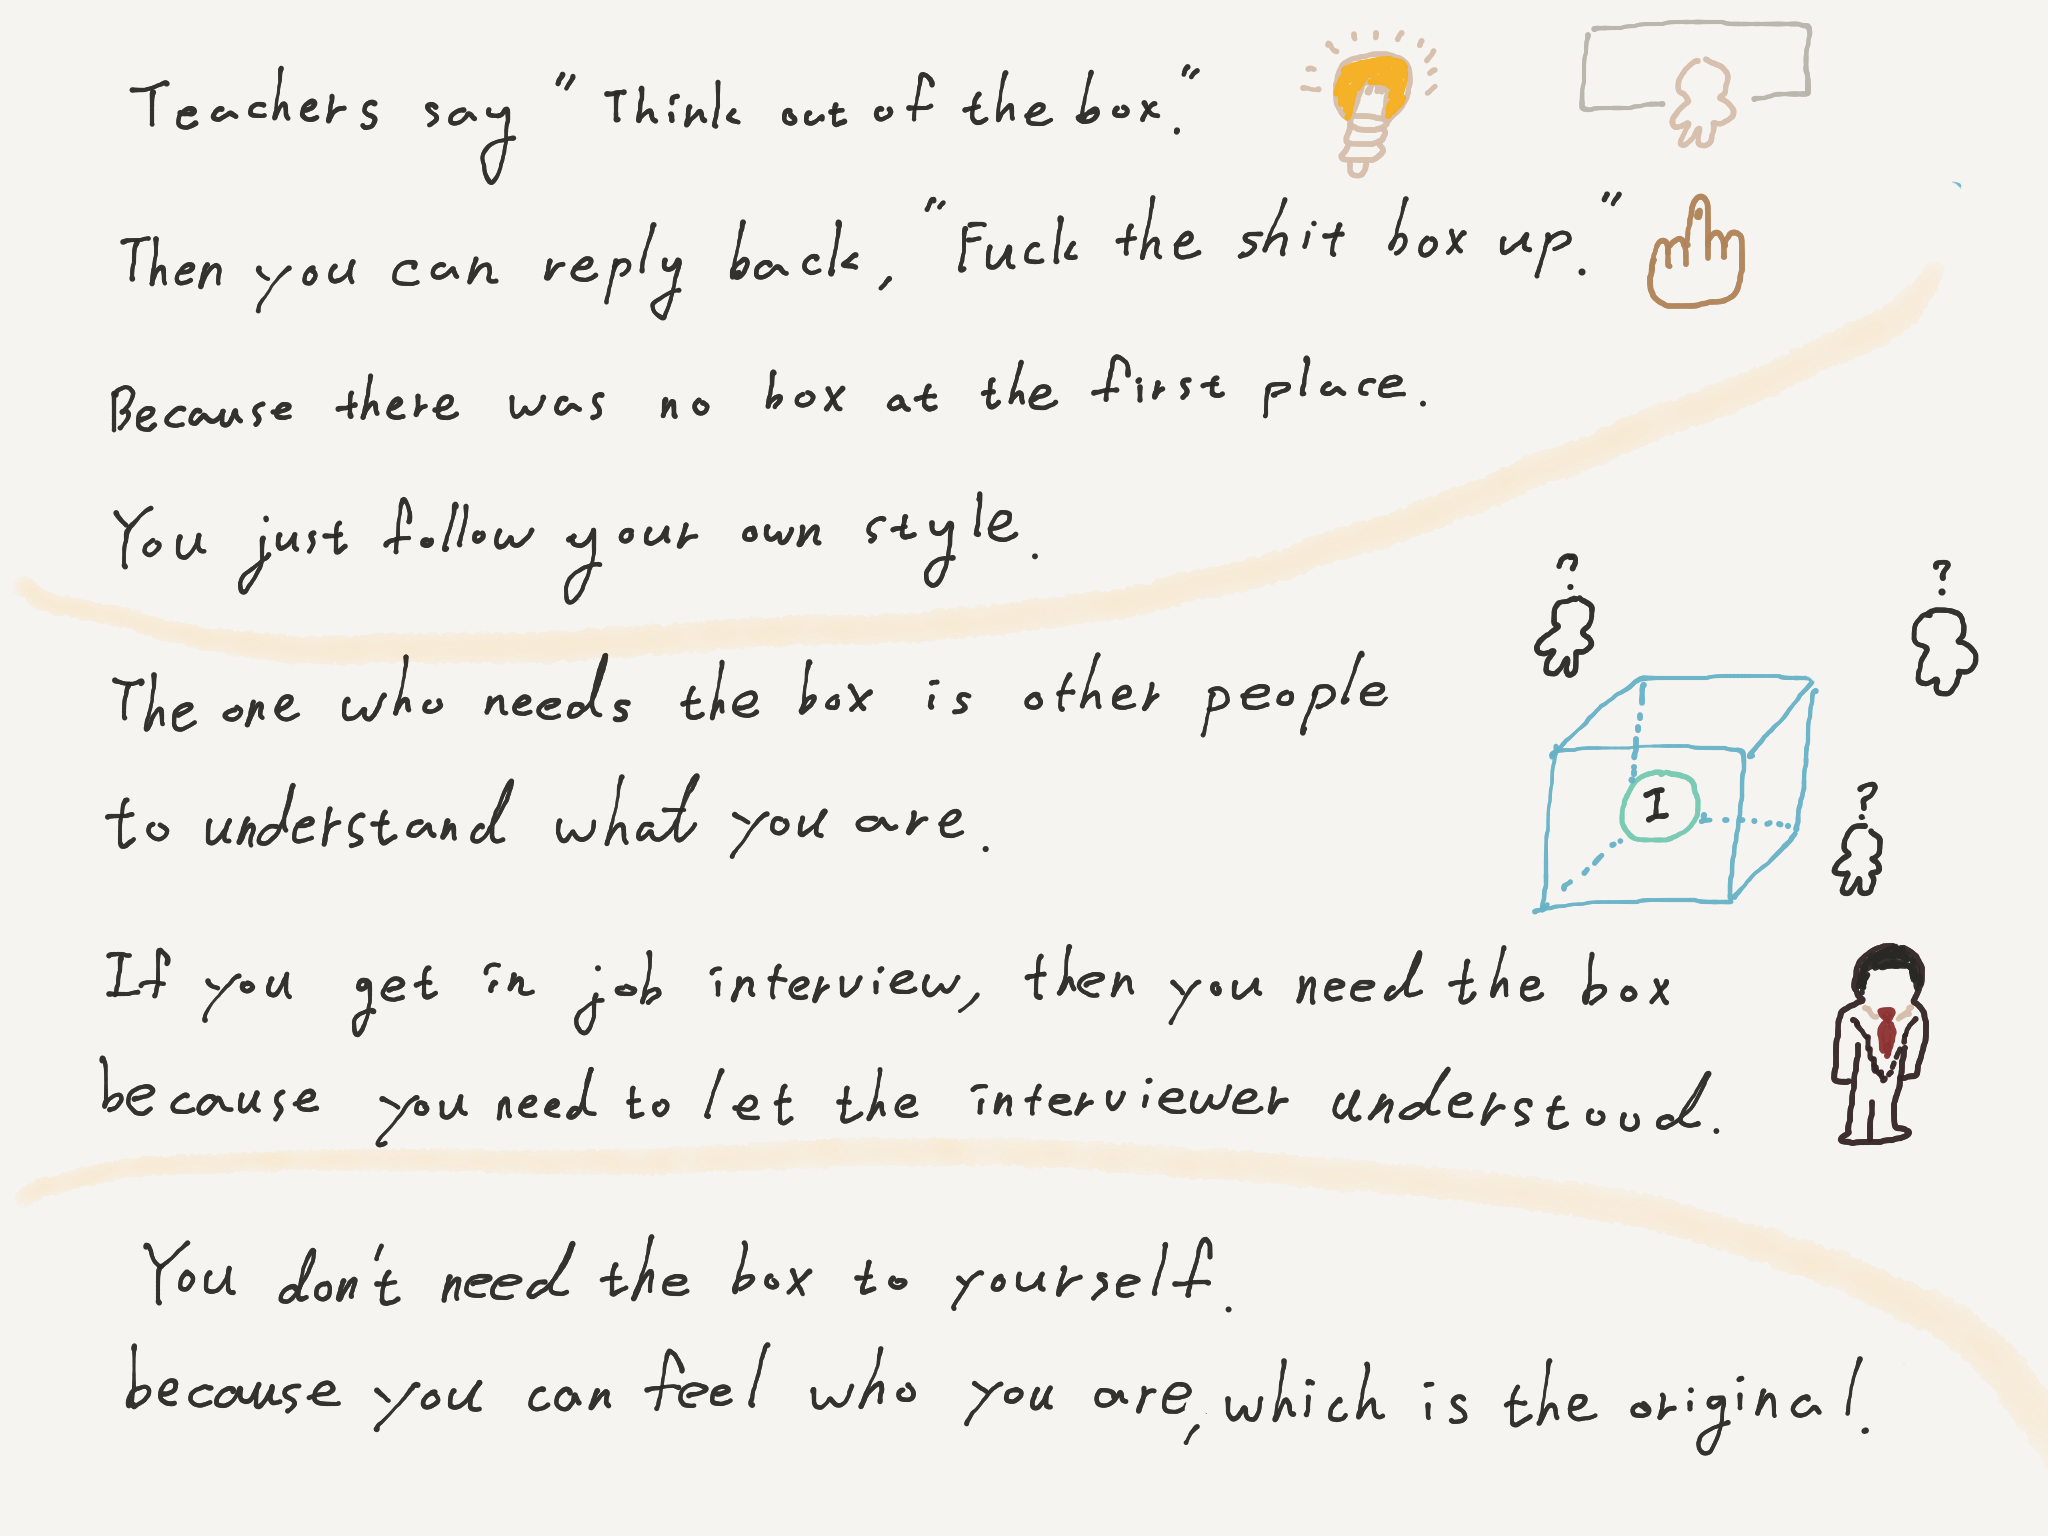 Teachers say "Think out of the box."
Then you can reply back, "Fuck the shit box up."
Because there was no box at the first place.
You just follow your own style.
? ?
The one who needs the box is other people
I ?
to understand what you are.
If you get in job interview, then you need the box
because you need to let the interviewer understood.
You don't need the box to yourself.
because you can feel who you are, which is the original.